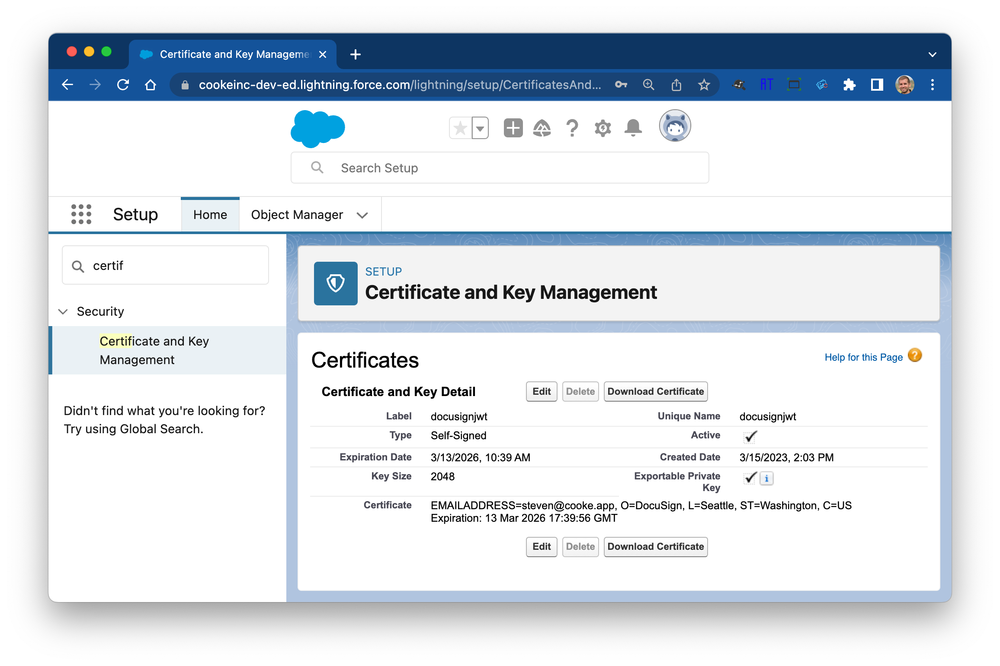 Certificate and Key Manageme
cookeinc-dev-ed.lightning.force.com/lightning/setup/CertificatesAnd...
AT
Search Setup
Setup
Home
Object Manager
certif
Security
Certificate and Key
Management
Didn't find what you're looking for?
Try using Global Search.
SETUP
Certificate and Key Management
Certificates
Help for this Page ?
Certificate and Key Detail
Edit Delete Download Certificate
Label docusignjwt Unique Name docusignjwt
Type Self-Signed Active
Expiration Date 3/13/2026, 10:39 AM Created Date 3/15/2023, 2:03 PM
Key Size 2048 Exportable Private
Key
Certificate EMAILADDRESS=steven@cooke.app, O=DocuSign, L=Seattle, ST=Washington, C=US
Expiration: 13 Mar 2026 17:39:56 GMT
Edit Delete Download Certificate